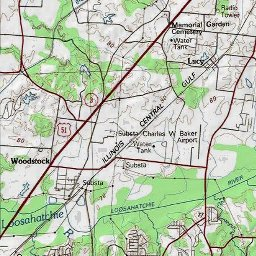 Radio
Tower
Memorial Garden
Cemetery
Water
Tank
Lucy
GULF
CENTRAL
ILLINOIS
3
51
Substa
Charles W Baker
Airport
Water
Tank
Woodstock
Substa
Substa
RIVER
LOOSAHATCHIE
Loosahatchie